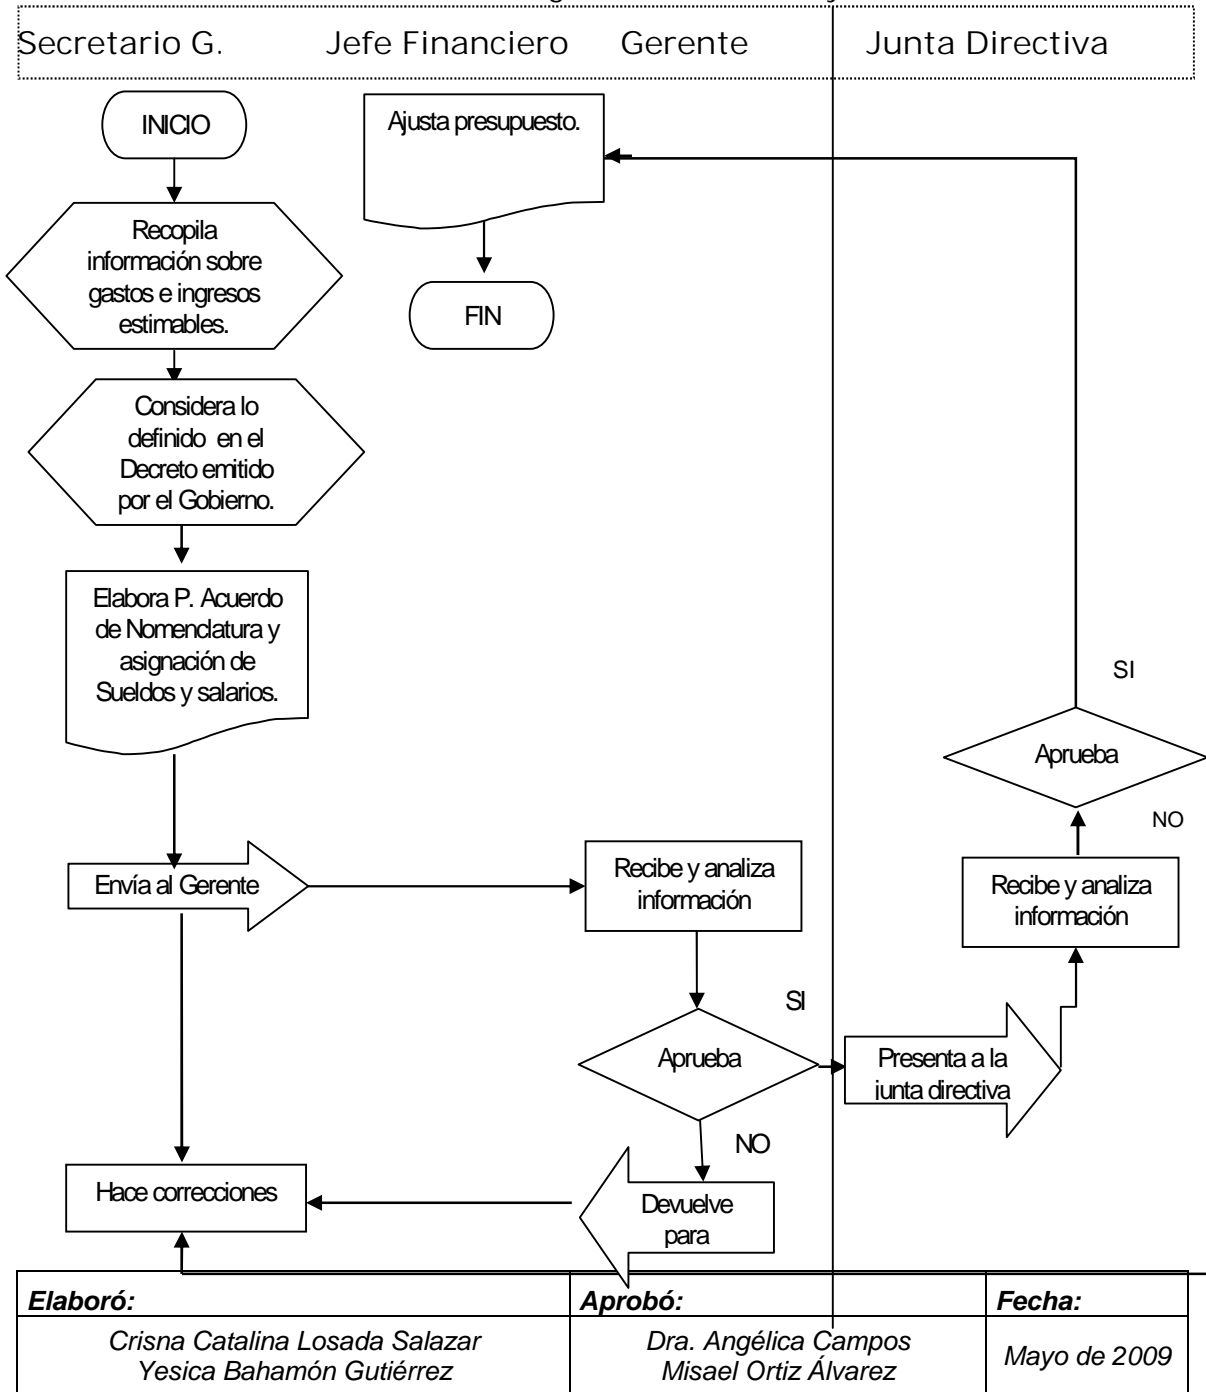 Secretario G. Jefe Financiero Gerente Junta Directiva
INICIO
Recopila
información sobre
gastos e ingresos
estimables.
Considera lo
definido en el
Decreto emitido
por el Gobierno.
Elabora P. Acuerdo
de Nomenclatura y
asignación de
Sueldos y salarios.
Envía al Gerente
Hace correcciones
Ajusta presupuesto.
FIN
Recibe y analiza
información
Aprueba
SI
NO
Devuelve
para
Presenta a la
junta directiva
Recibe y analiza
información
Aprueba
SI
NO
Elaboró: Aprobó: Fecha:
Crisna Catalina Losada Salazar
Yesica Bahamón Gutiérrez
Dra. Angélica Campos
Misael Ortiz Álvarez
Mayo de 2009